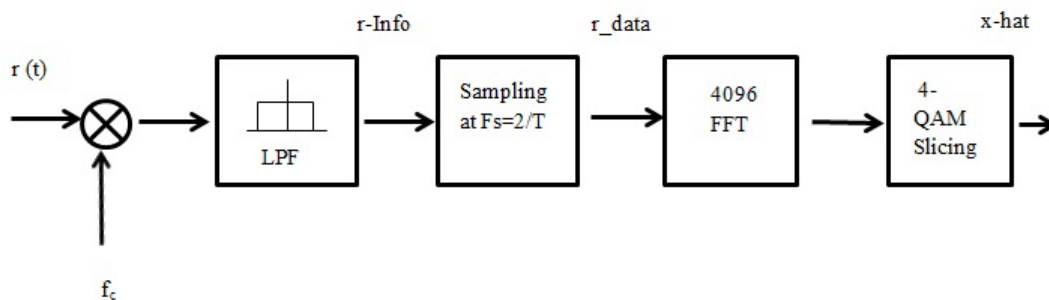 r-Info
r_data
x-hat
r (t)
LPF
Sampling
at Fs=2/T
4096
FFT
4-
QAM
Slicing
fc